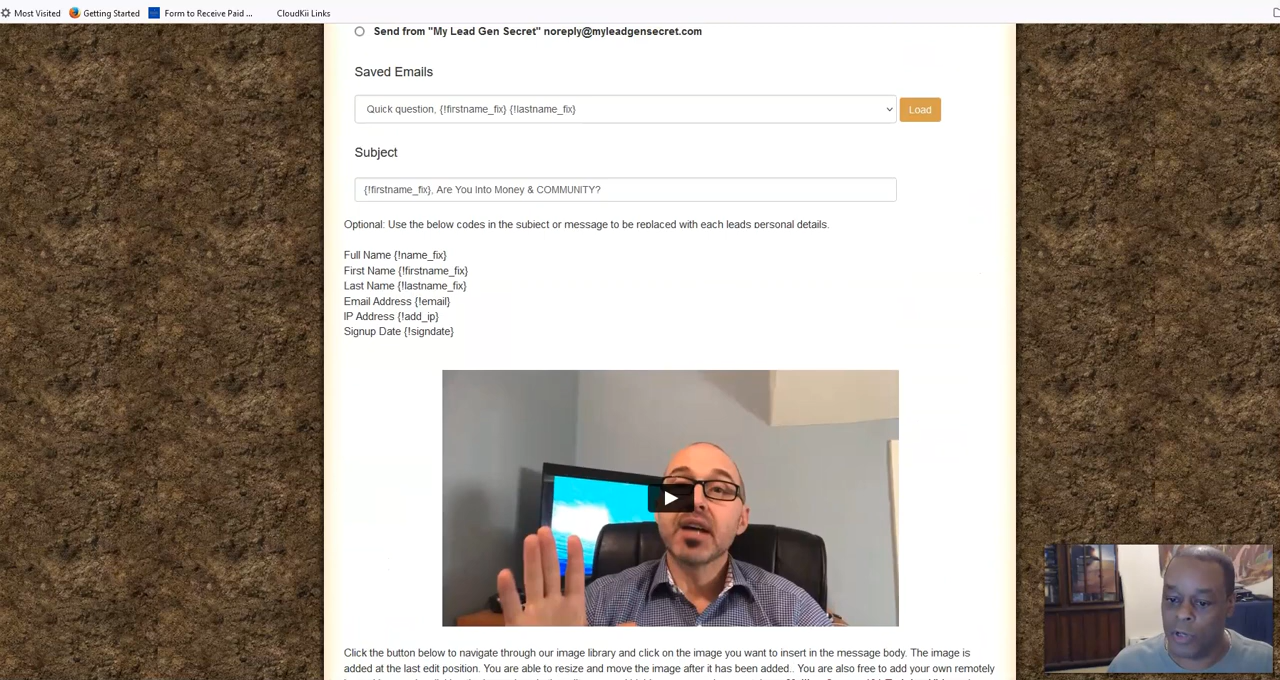 Most Visited Getting Started Form to Receive Paid ... CloudKii Links
Send from "My Lead Gen Secret" noreply@myleadgensecret.com
Saved Emails
Quick question, {!firstname_fix} {!lastname_fix}
Load
Subject
{!firstname_fix}, Are You Into Money & COMMUNITY?
Optional: Use the below codes in the subject or message to be replaced with each leads personal details.
Full Name {!name_fix}
First Name {!firstname_fix}
Last Name {!lastname_fix}
Email Address {!email}
IP Address {!add_ip}
Signup Date {!signdate}
Click the button below to navigate through our image library and click on the image you want to insert in the message body. The image is
added at the last edit position. You are able to resize and move the image after it has been added.. You are also free to add your own remotely